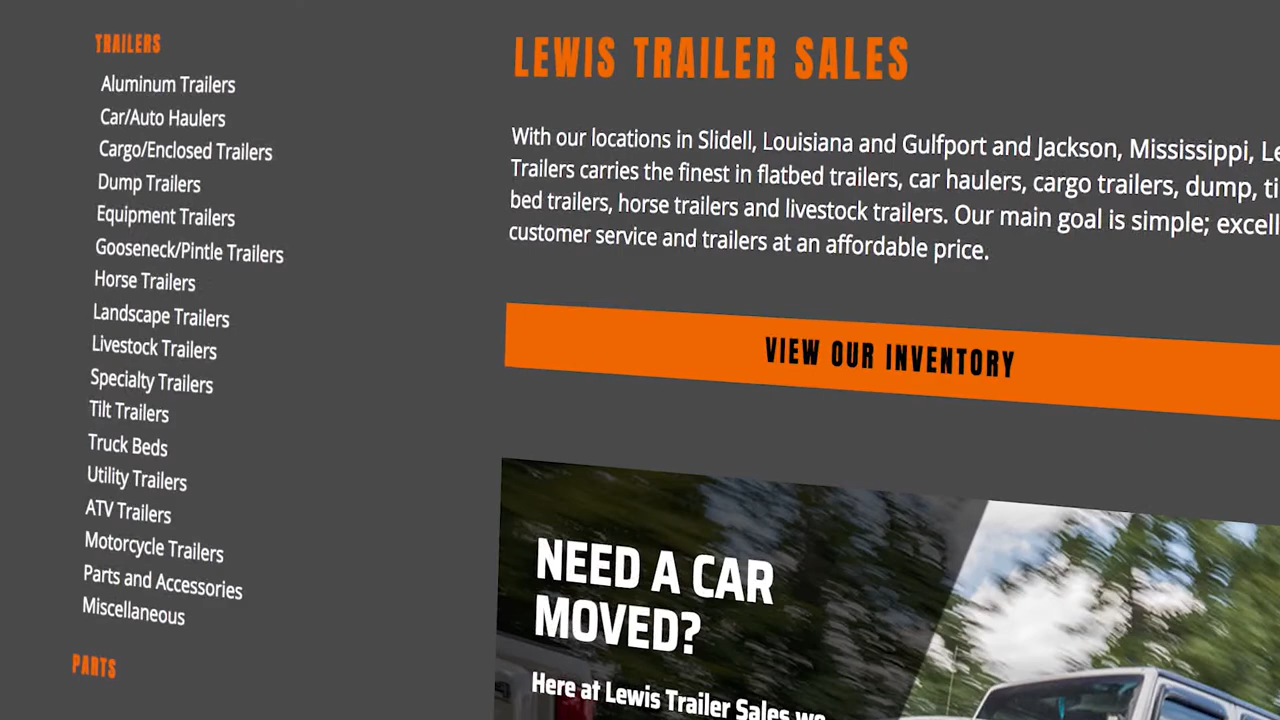 TRAILERS
Aluminum Trailers
Car/Auto Haulers
Cargo/Enclosed Trailers
Dump Trailers
Equipment Trailers
Gooseneck/Pintle Trailers
Horse Trailers
Landscape Trailers
Livestock Trailers
Specialty Trailers
Tilt Trailers
Truck Beds
Utility Trailers
ATV Trailers
Motorcycle Trailers
Parts and Accessories
Miscellaneous
PARTS
LEWIS TRAILER SALES
With our locations in Slidell, Louisiana and Gulfport and Jackson, Mississippi,
Trailers carries the finest in flatbed trailers, car haulers, cargo trailers, dump,
bed trailers, horse trailers and livestock trailers. Our main goal is simple;
customer service and trailers at an affordable price.
VIEW OUR INVENTORY
NEED A CAR
MOVED?
Here at Lewis Trailer Sales we